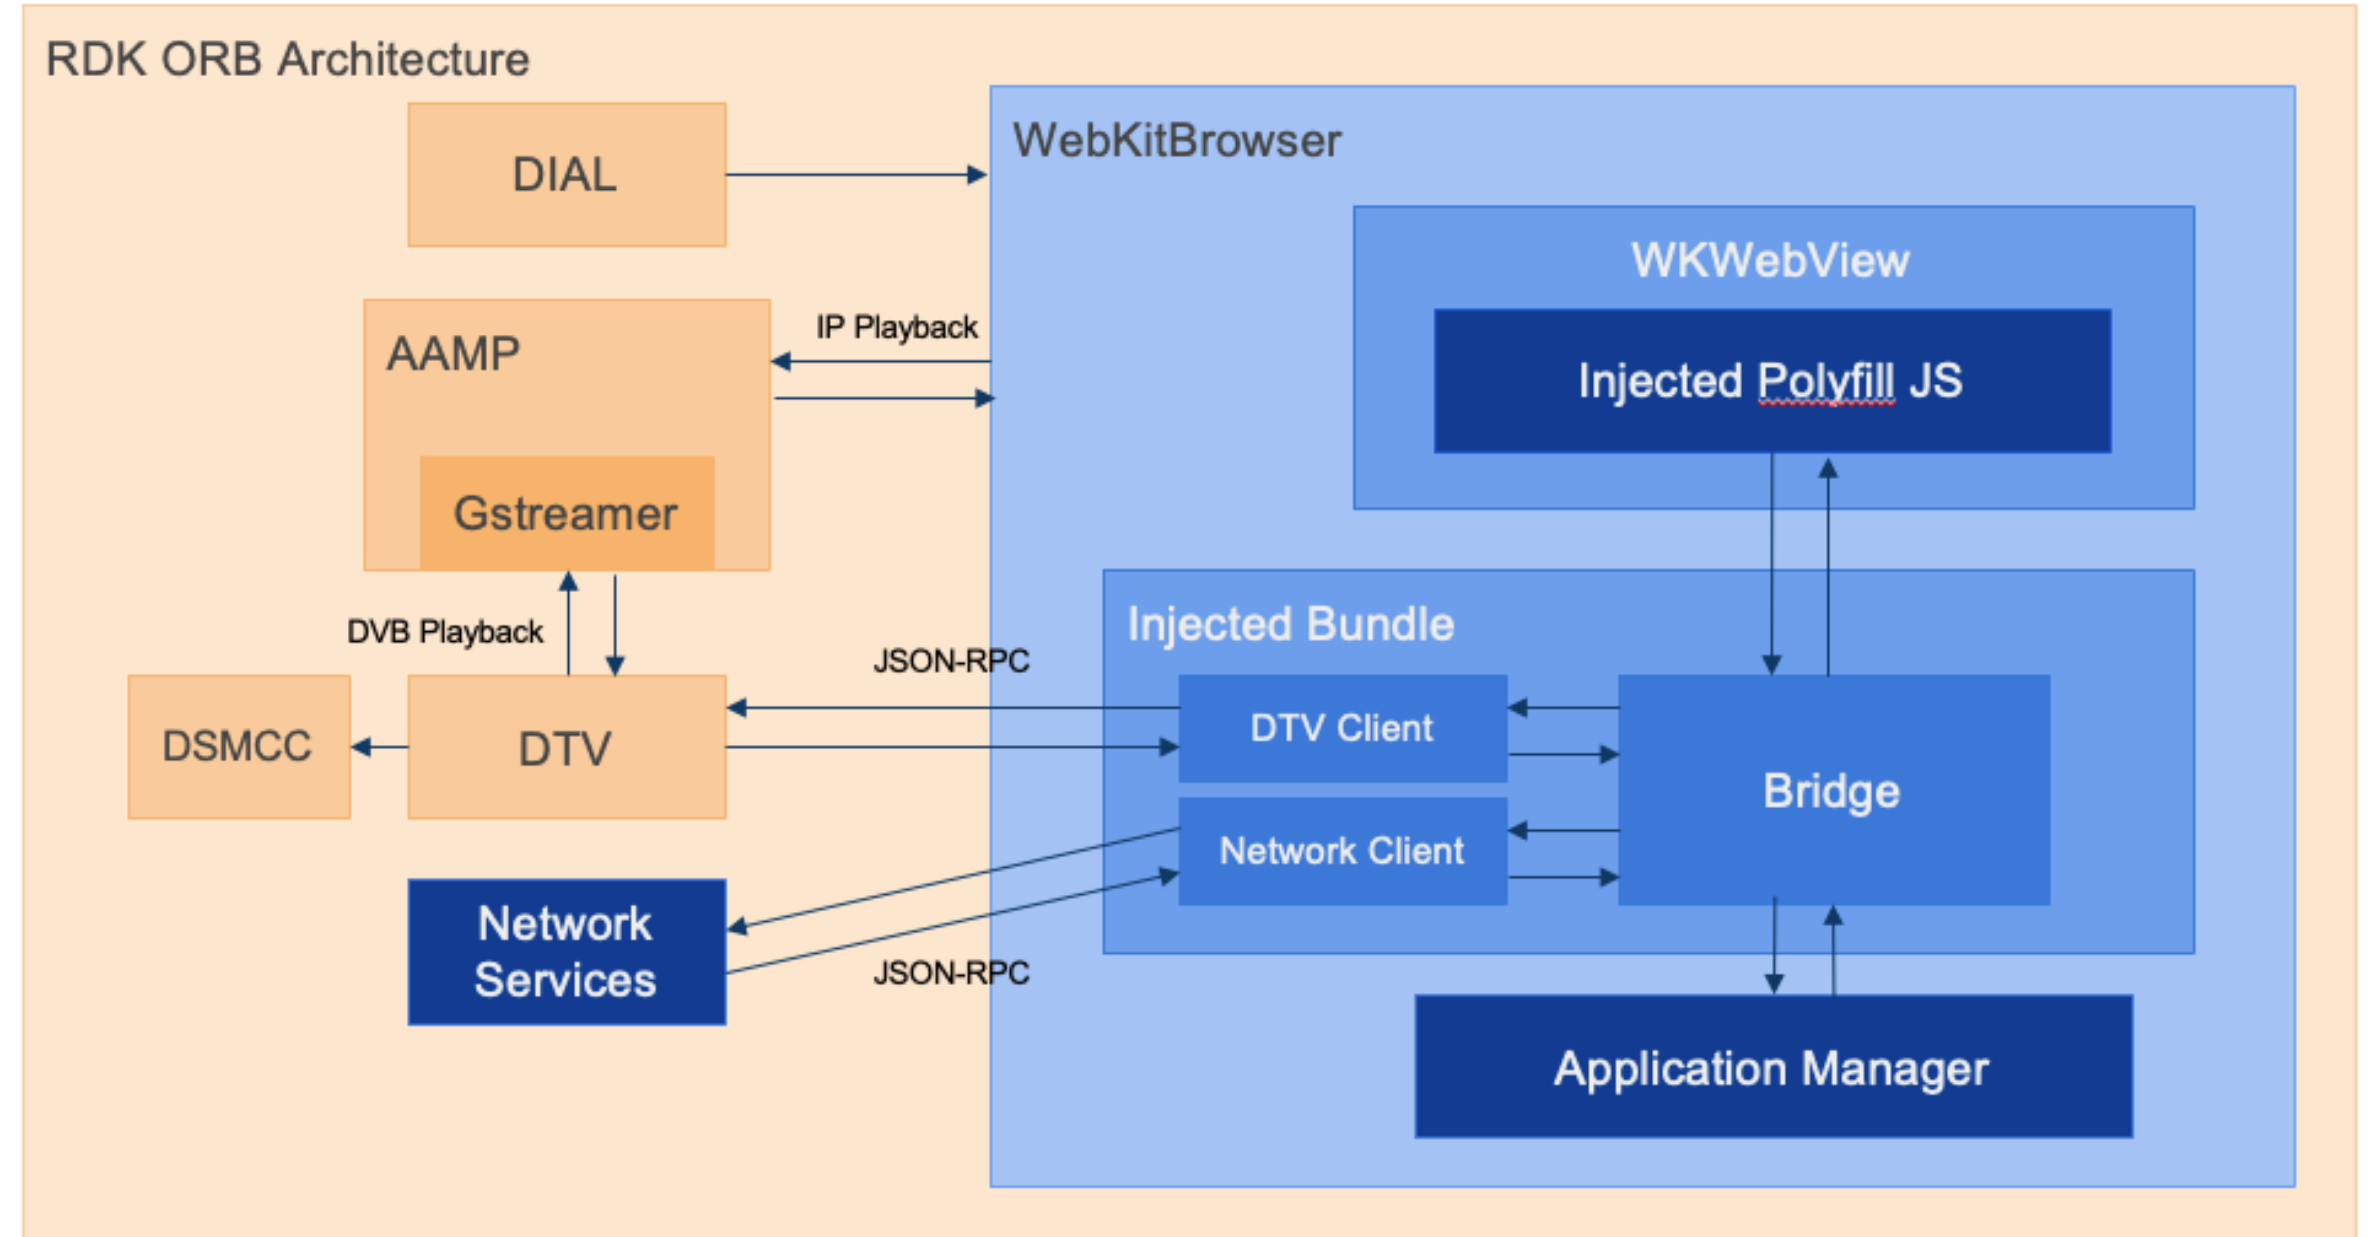 RDK ORB Architecture
DIAL
WebKitBrowser
WKWebView
Injected Polyfill JS
IP Playback
AAMP
Gstreamer
DVB Playback
JSON-RPC
Injected Bundle
DSMCC
DTV
DTV Client
Bridge
Network Client
Network
Services
JSON-RPC
Application Manager